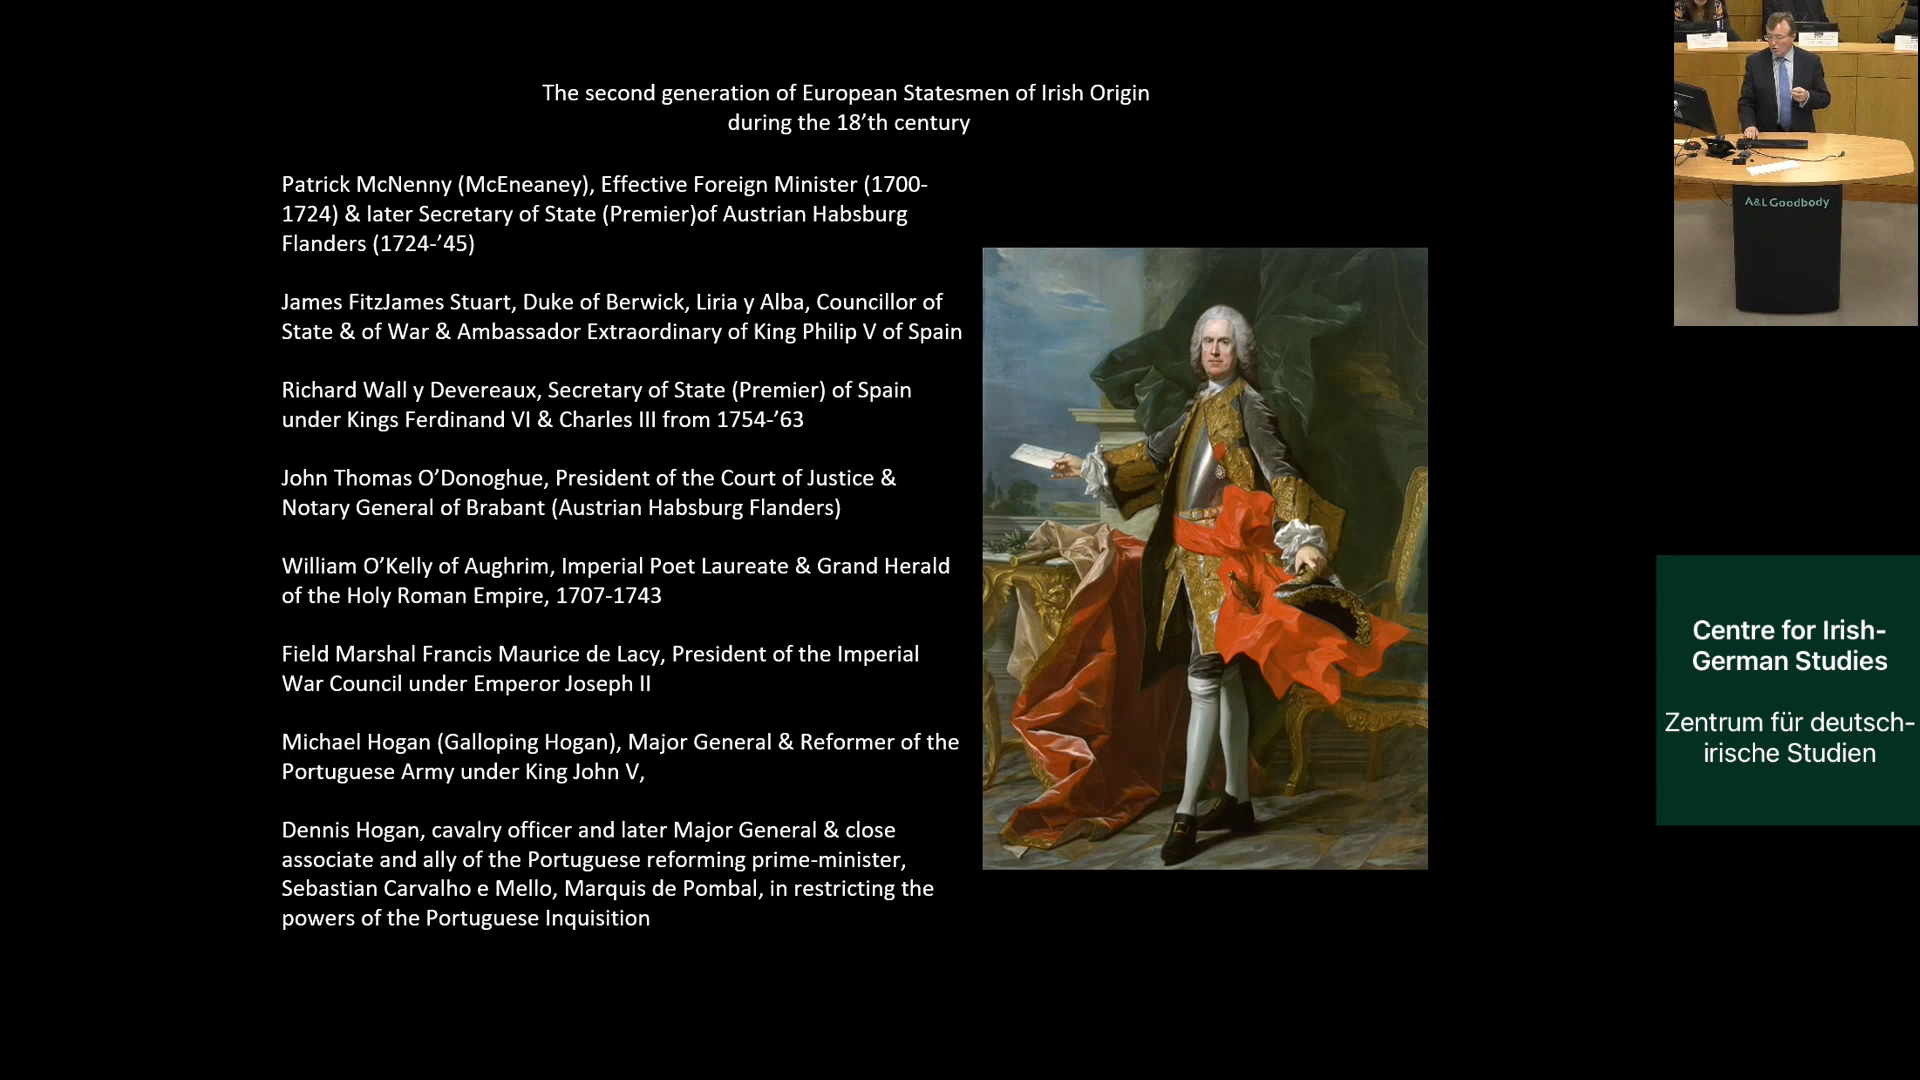 The second generation of European Statesmen of Irish Origin
during the 18’th century
Patrick McNenny (McEneaney), Effective Foreign Minister (1700-
1724) & later Secretary of State (Premier)of Austrian Habsburg
Flanders (1724-’45)
James FitzJames Stuart, Duke of Berwick, Liria y Alba, Councillor of
State & of War & Ambassador Extraordinary of King Philip V of Spain
Richard Wall y Devereaux, Secretary of State (Premier) of Spain
under Kings Ferdinand VI & Charles III from 1754-’63
John Thomas O’Donoghue, President of the Court of Justice &
Notary General of Brabant (Austrian Habsburg Flanders)
William O’Kelly of Aughrim, Imperial Poet Laureate & Grand Herald
of the Holy Roman Empire, 1707-1743
Field Marshal Francis Maurice de Lacy, President of the Imperial
War Council under Emperor Joseph II
Michael Hogan (Galloping Hogan), Major General & Reformer of the
Portuguese Army under King John V,
Dennis Hogan, cavalry officer and later Major General & close
associate and ally of the Portuguese reforming prime-minister,
Sebastian Carvalho e Mello, Marquis de Pombal, in restricting the
powers of the Portuguese Inquisition
A&L Goodbody
Centre for Irish-
German Studies
Zentrum für deutsch-
irische Studien